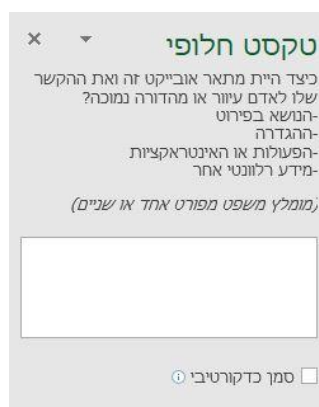 טקסט חלופי
כיצד היית מתאר אובייקט זה ואת ההקשר
שלו לאדם עיוור או מהדורה נמוכה?
-הנושא בפירוט
-ההגדרה
-הפעולות או האינטראקציות
-מידע רלוונטי אחר
(מומלץ משפט מפורט אחד או שניים)
סמן כדקורטיבי